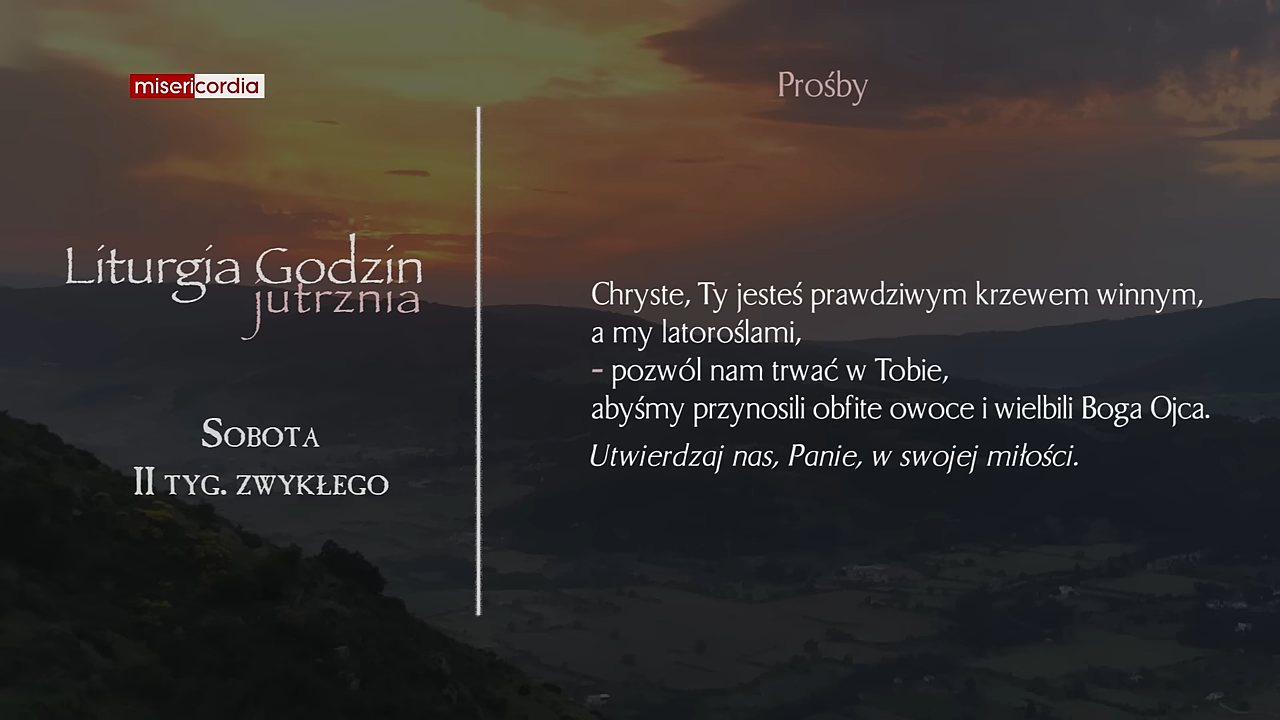 misericordia
Liturgia Godzin
jutrznia
Sobota
II tyg. zwykłego
Prośby
Chryste, Ty jesteś prawdziwym krzewem winnym,
a my latoroślami,
- pozwól nam trwać w Tobie,
abyśmy przynosili obfite owoce i wielbili Boga Ojca.
Utwierdzaj nas, Panie, w swojej miłości.